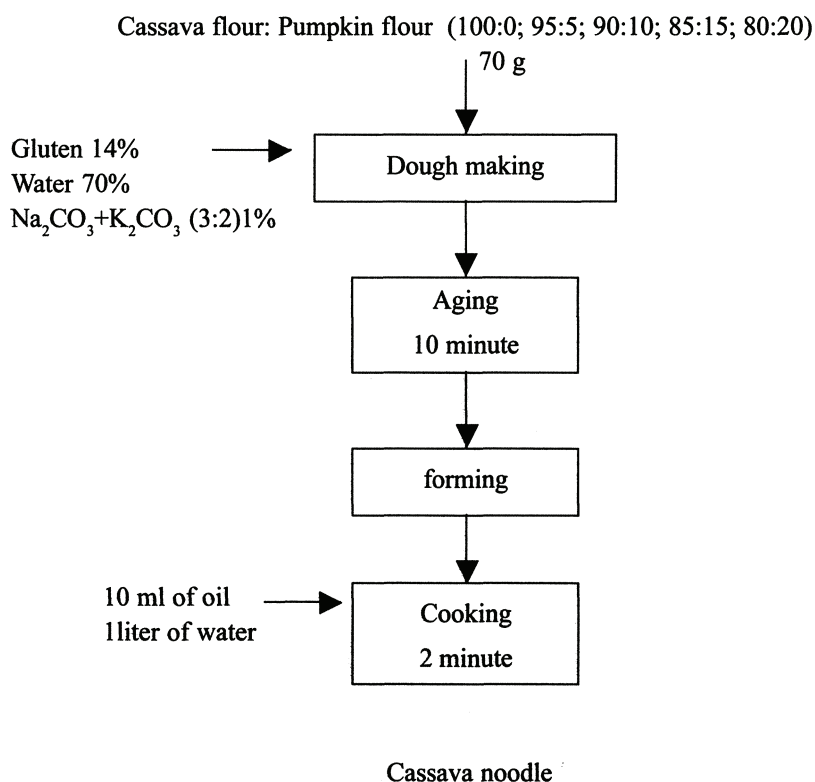 Cassava flour: Pumpkin flour (100:0; 95:5; 90:10; 85:15; 80:20)
70 g
Gluten 14%
Water 70%
Na₂CO₃+K₂CO₃ (3:2)1%
Dough making
Aging
10 minute
forming
10 ml of oil
1liter of water
Cooking
2 minute
Cassava noodle